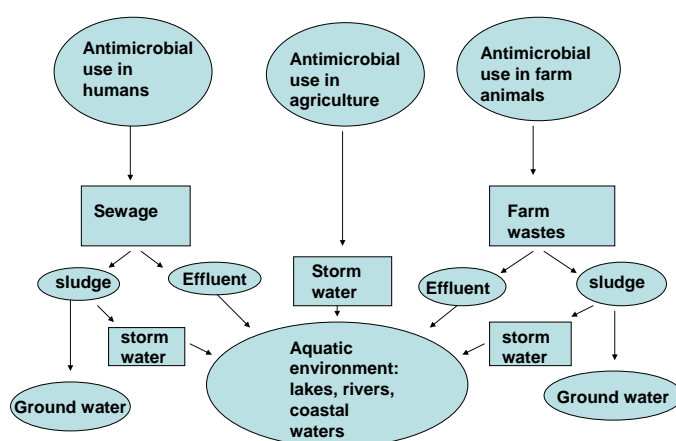 Antimicrobial
use in
humans
Antimicrobial
use in
agriculture
Antimicrobial
use in farm
animals
Sewage
Farm
wastes
sludge
Effluent
Storm
water
Effluent
sludge
storm
water
Aquatic
environment:
lakes, rivers,
coastal
waters
storm
water
Ground water
Ground water